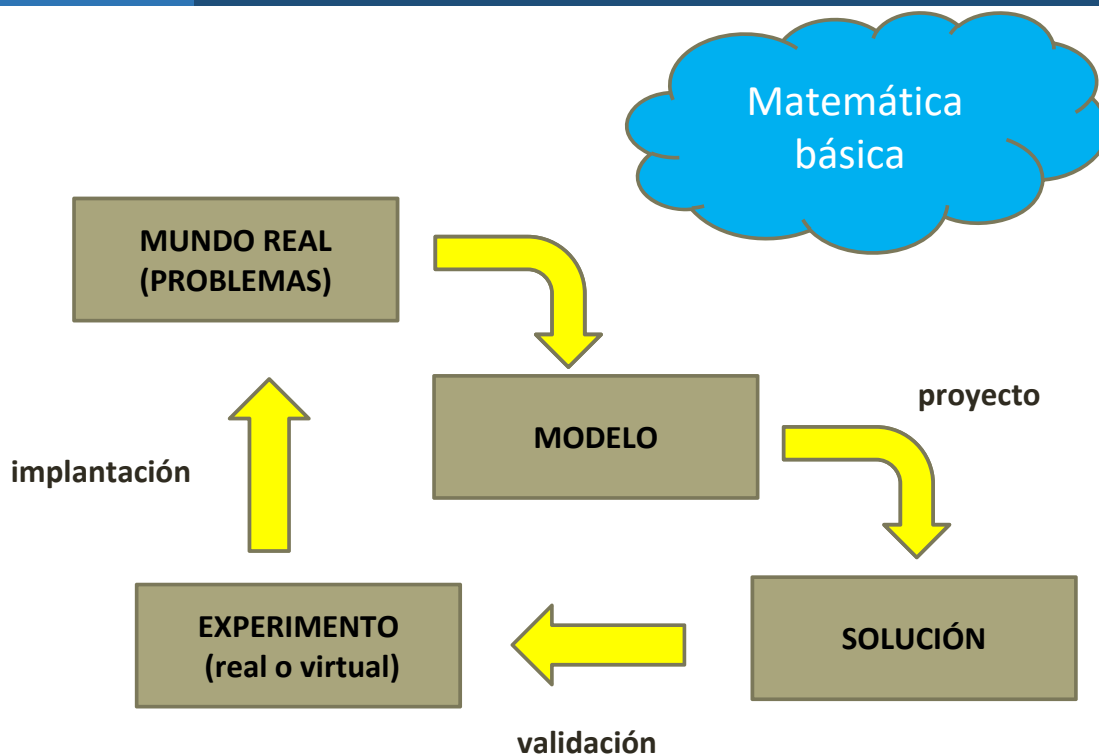 Matemática
básica
MUNDO REAL
(PROBLEMAS)
MODELO
proyecto
implantación
EXPERIMENTO
(real o virtual)
SOLUCIÓN
validación